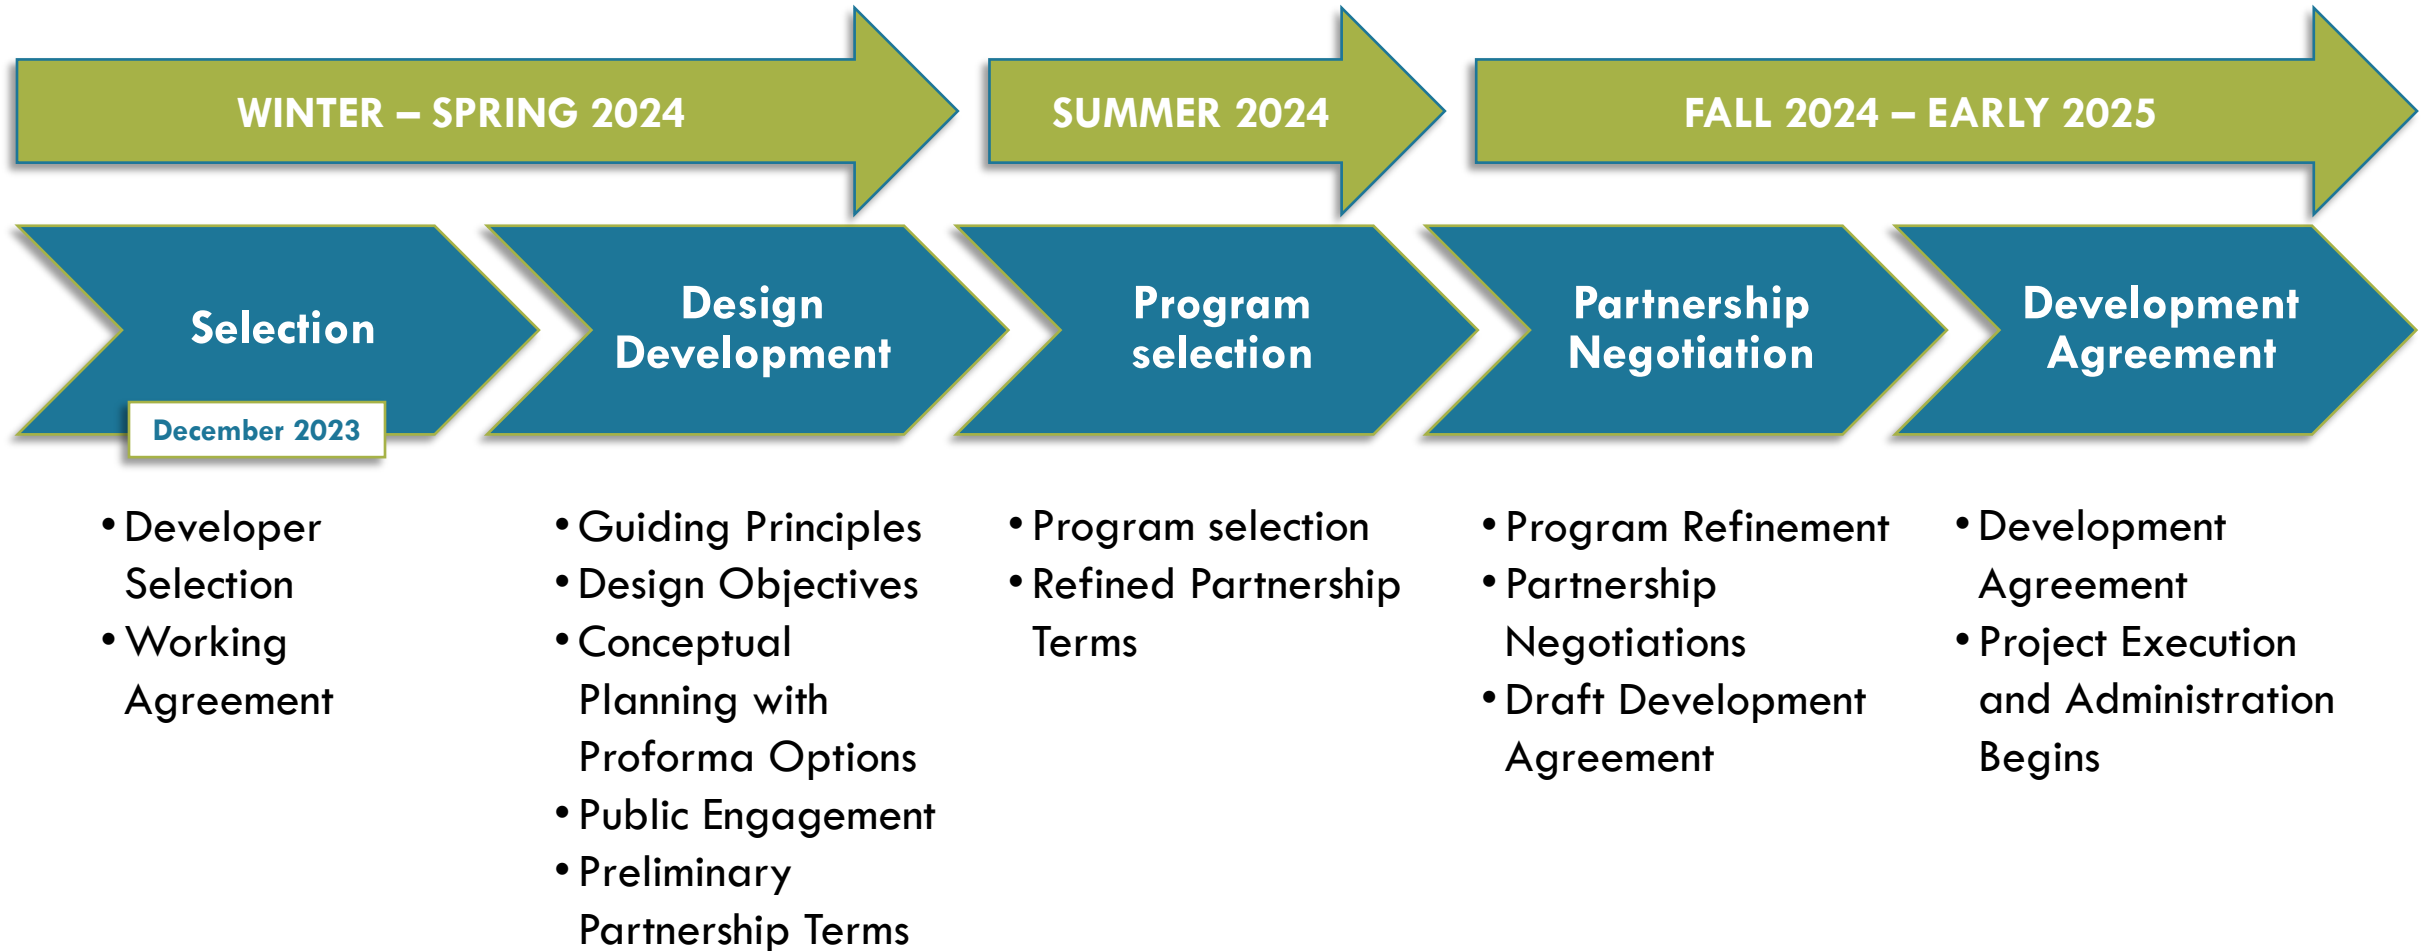 WINTER – SPRING 2024
SUMMER 2024
FALL 2024 – EARLY 2025
Selection
December 2023
Design
Development
Program
selection
Partnership
Negotiation
Development
Agreement
• Developer
Selection
• Working
Agreement
• Guiding Principles
• Design Objectives
• Conceptual
Planning with
Proforma Options
• Public Engagement
• Preliminary
Partnership Terms
• Program selection
• Refined Partnership
Terms
• Program Refinement
• Partnership
Negotiations
• Draft Development
Agreement
• Development
Agreement
• Project Execution
and Administration
Begins